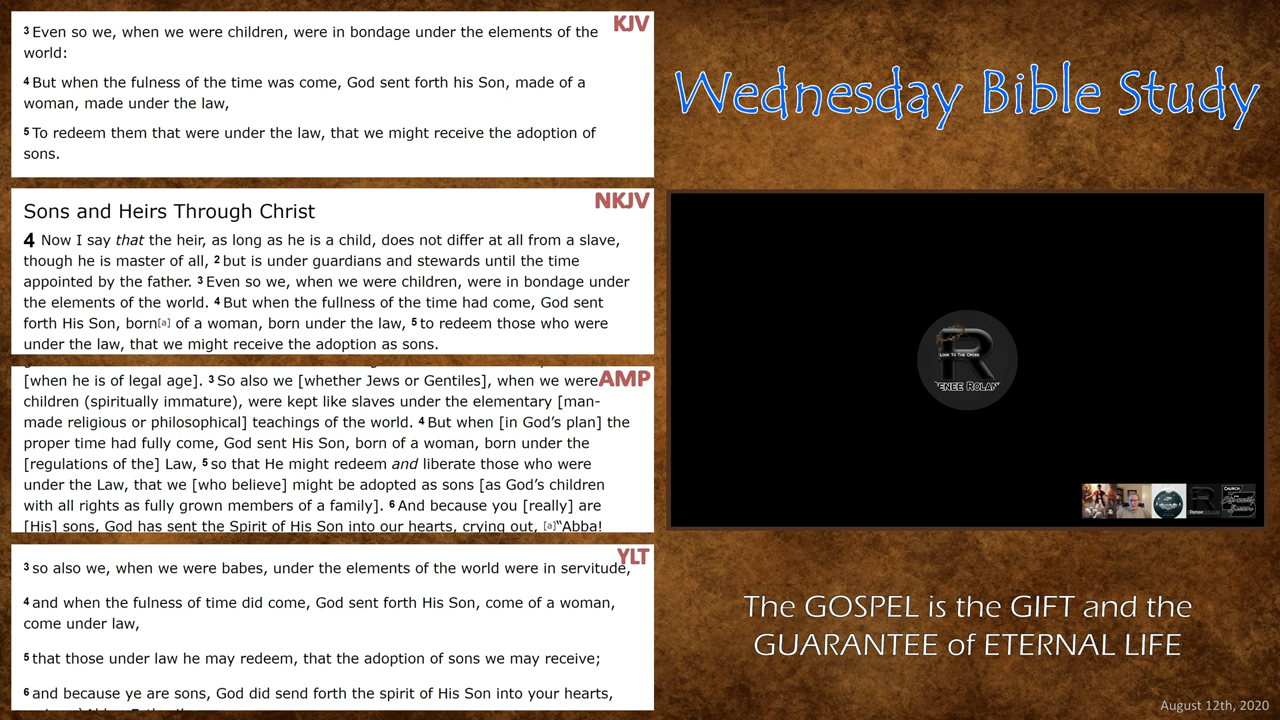 KJV
3 Even so we, when we were children, were in bondage under the elements of the
world:
4 But when the fulness of the time was come, God sent forth his Son, made of a
woman, made under the law,
5 To redeem them that were under the law, that we might receive the adoption of
sons.
NKJV
Sons and Heirs Through Christ
4 Now I say that the heir, as long as he is a child, does not differ at all from a slave,
though he is master of all, 2 but is under guardians and stewards until the time
appointed by the father. 3 Even so we, when we were children, were in bondage under
the elements of the world. 4 But when the fullness of the time had come, God sent
forth His Son, born[a] of a woman, born under the law, 5 to redeem those who were
under the law, that we might receive the adoption as sons.
AMP
[when he is of legal age]. 3 So also we [whether Jews or Gentiles], when we were
children (spiritually immature), were kept like slaves under the elementary [man-
made religious or philosophical] teachings of the world. 4 But when [in God’s plan] the
proper time had fully come, God sent His Son, born of a woman, born under the
[regulations of the] Law, 5 so that He might redeem and liberate those who were
under the Law, that we [who believe] might be adopted as sons [as God’s children
with all rights as fully grown members of a family]. 6 And because you [really] are
[His] sons, God has sent the Spirit of His Son into our hearts, crying out, [a]“Abba!
YLT
3 so also we, when we were babes, under the elements of the world were in servitude,
4 and when the fulness of time did come, God sent forth His Son, come of a woman,
come under law,
5 that those under law he may redeem, that the adoption of sons we may receive;
6 and because ye are sons, God did send forth the spirit of His Son into your hearts,
Wednesday Bible Study
R
LOOK TO THE CROSS
RENEE ROLAN
The GOSPEL is the GIFT and the
GUARANTEE of ETERNAL LIFE
August 12th, 2020